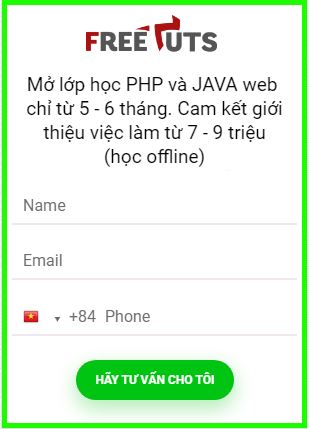 FREETUTS
Mở lớp học PHP và JAVA web
chỉ từ 5 - 6 tháng. Cam kết giới
thiệu việc làm từ 7 - 9 triệu
(học offline)
Name
Email
+84 Phone
HÃY TƯ VẤN CHO TÔI